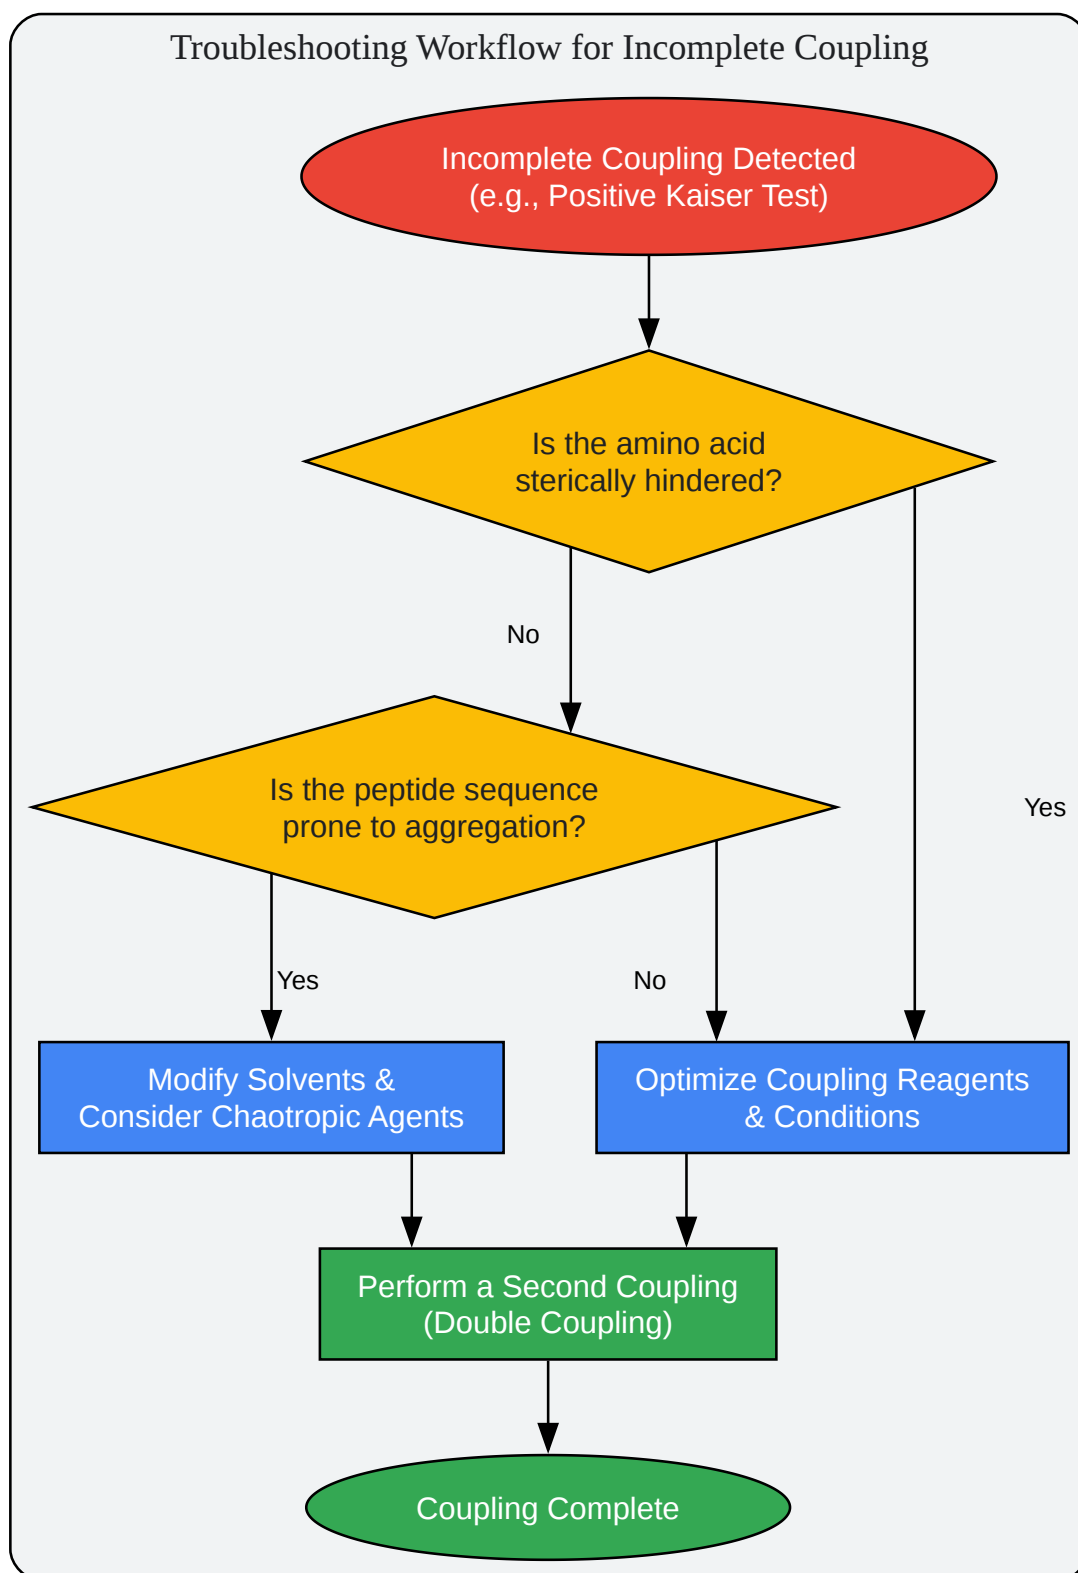 Troubleshooting Workflow for Incomplete Coupling
Incomplete Coupling Detected
(e.g., Positive Kaiser Test)
Is the amino acid
sterically hindered?
No
Is the peptide sequence
prone to aggregation?
Yes
Yes
No
Modify Solvents &
Consider Chaotropic Agents
Optimize Coupling Reagents
& Conditions
Perform a Second Coupling
(Double Coupling)
Coupling Complete